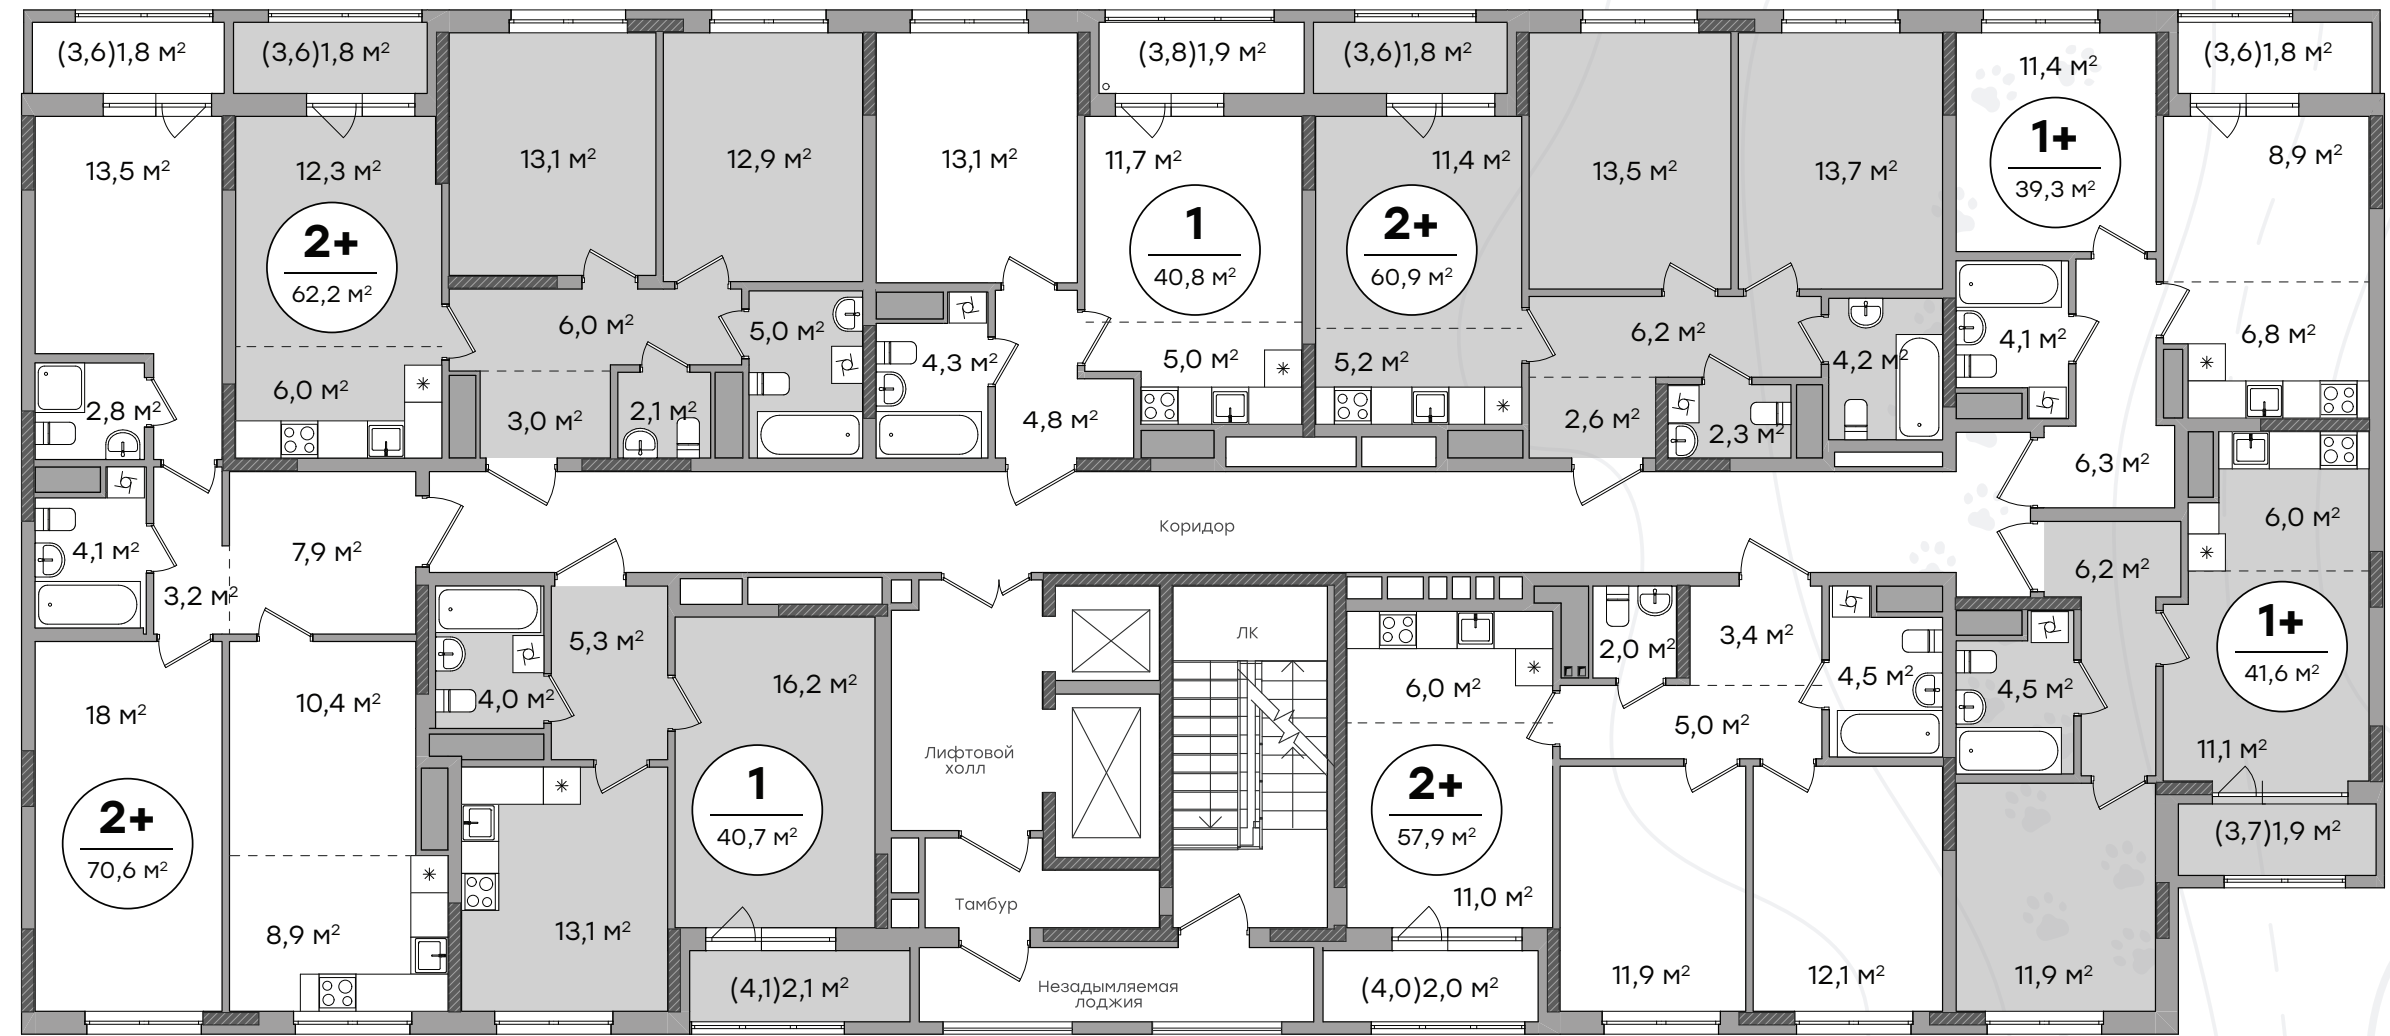 (3,6)1,8 м²
(3,6)1,8 м²
(3,8)1,9 м²
(3,6)1,8 м²
11,4 м²
(3,6)1,8 м²
13,5 м²
12,3 м²
13,1 м²
12,9 м²
13,1 м²
11,7 м²
11,4 м²
13,5 м²
13,7 м²
1+
39,3 м²
8,9 м²
2+
62,2 м²
1
40,8 м²
2+
60,9 м²
6,0 м²
5,0 м²
4,3 м²
5,0 м²
5,2 м²
6,2 м²
4,2 м²
4,1 м²
6,8 м²
2,8 м²
6,0 м²
3,0 м²
2,1 м²
4,8 м²
2,6 м²
2,3 м²
6,3 м²
Коридор
6,0 м²
4,1 м²
7,9 м²
3,2 м²
6,2 м²
5,3 м²
ЛК
2,0 м²
3,4 м²
1+
41,6 м²
18 м²
10,4 м²
4,0 м²
16,2 м²
6,0 м²
5,0 м²
4,5 м²
4,5 м²
11,1 м²
Лифтовой
холл
2+
70,6 м²
1
40,7 м²
2+
57,9 м²
(3,7)1,9 м²
8,9 м²
13,1 м²
Тамбур
11,0 м²
(4,1)2,1 м²
Незадымляемая
лоджия
(4,0)2,0 м²
11,9 м²
12,1 м²
11,9 м²